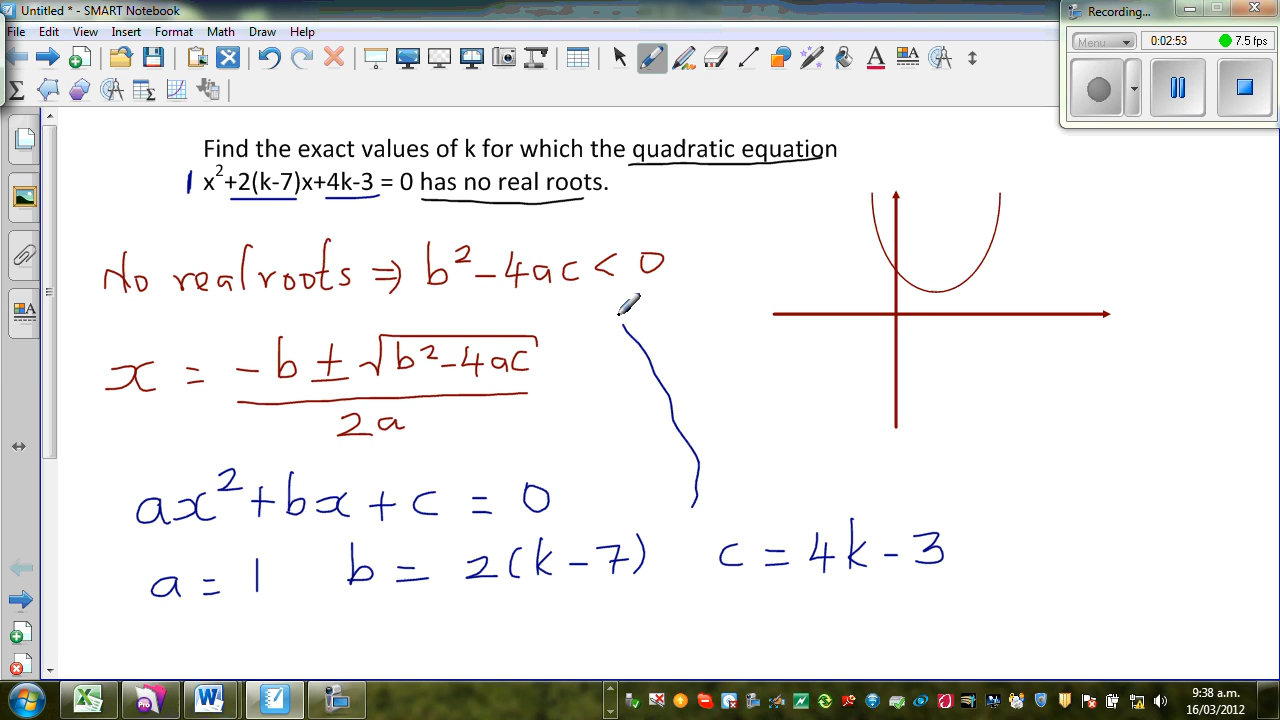 Untitled * - SMART Notebook
Recording...
File Edit View Insert Format Math Draw Help
Menu
0:02:53
7.5 fps
Find the exact values of k for which the quadratic equation
1 x²+2(k-7)x+4k-3 = 0 has no real roots.
No real roots ⇒ b² - 4ac < 0
x = (-b ± √(b² - 4ac)) / 2a
ax² + bx + c = 0
a = 1 b = 2(k - 7) c = 4k - 3
9:38 a.m.
16/03/2012